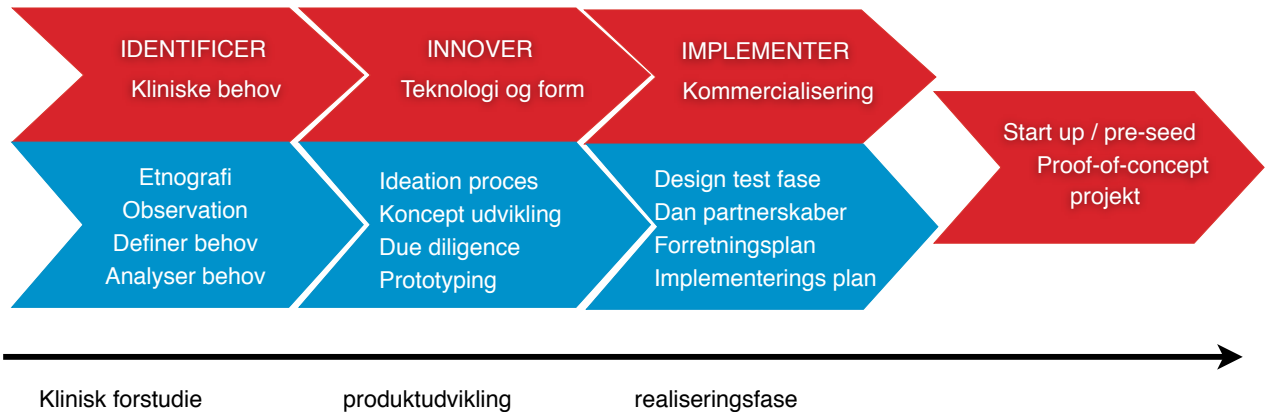 IDENTIFICER
Kliniske behov
INNOVER
Teknologi og form
IMPLEMENTER
Kommercialisering
Start up / pre-seed
Proof-of-concept
projekt
Etnografi
Observation
Definer behov
Analyser behov
Ideation proces
Koncept udvikling
Due diligence
Prototyping
Design test fase
Dan partnerskaber
Forretningsplan
Implementerings plan
Klinisk forstudie
produktudvikling
realiseringsfase